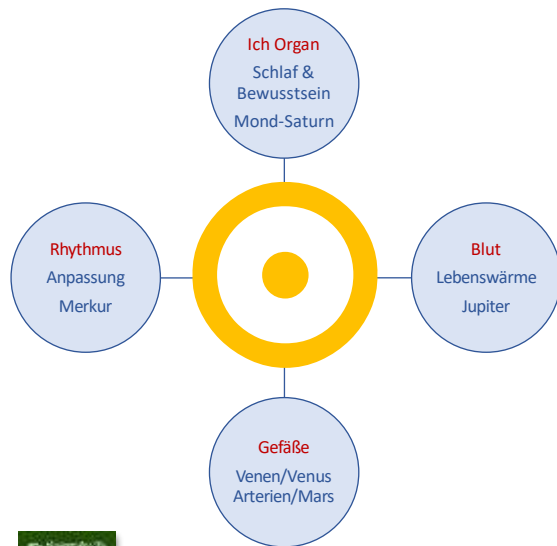 Ich Organ
Schlaf &
Bewusstsein
Mond-Saturn
Rhythmus
Anpassung
Merkur
Blut
Lebenswärme
Jupiter
Gefäße
Venen/Venus
Arterien/Mars